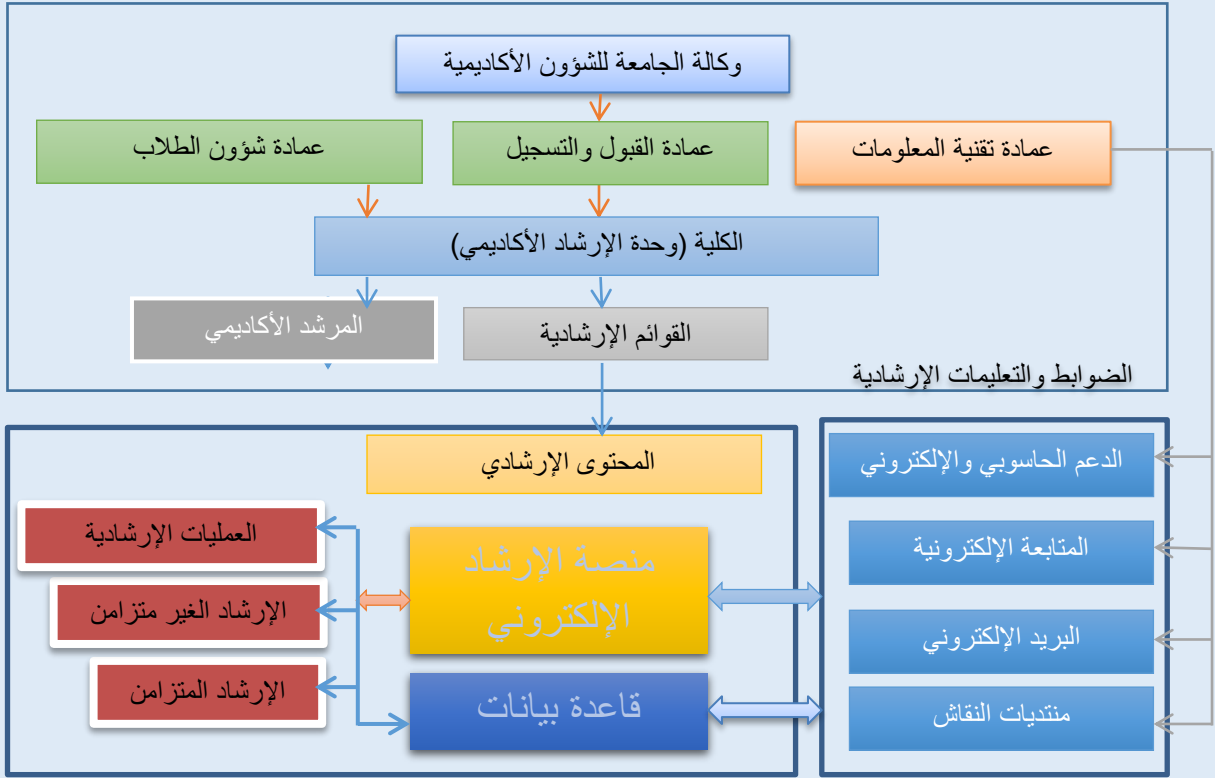 وكالة الجامعة للشؤون الأكاديمية
عمادة تقنية المعلومات
عمادة القبول والتسجيل
عمادة شؤون الطلاب
الكلية (وحدة الإرشاد الأكاديمي)
القوائم الإرشادية
المرشد الأكاديمي
الضوابط والتعليمات الإرشادية
الدعم الحاسوبي والإلكتروني
المتابعة الإلكترونية
البريد الإلكتروني
منتديات النقاش
المحتوى الإرشادي
منصة الإرشاد
الإلكتروني
قاعدة بيانات
العمليات الإرشادية
الإرشاد الغير متزامن
الإرشاد المتزامن